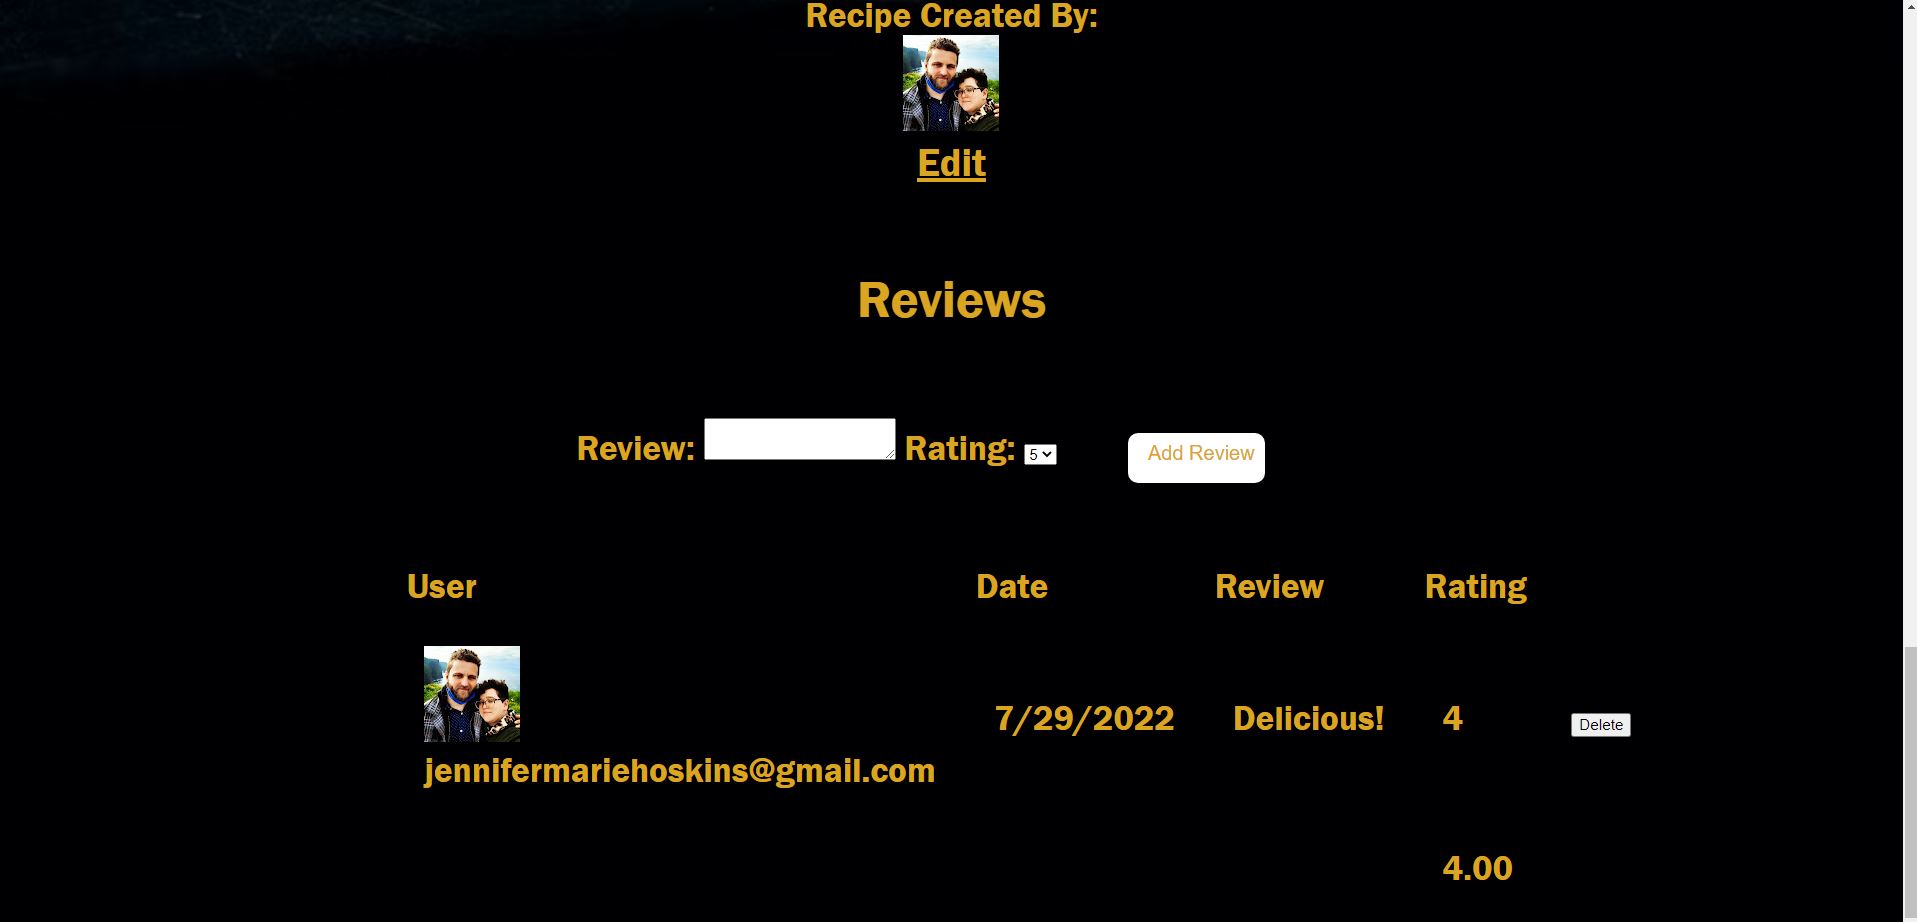 Recipe Created By:
Edit
Reviews
Review: Rating: 5 Add Review
User Date Review Rating
7/29/2022 Delicious! 4 Delete
jennifermariehoskins@gmail.com
4.00